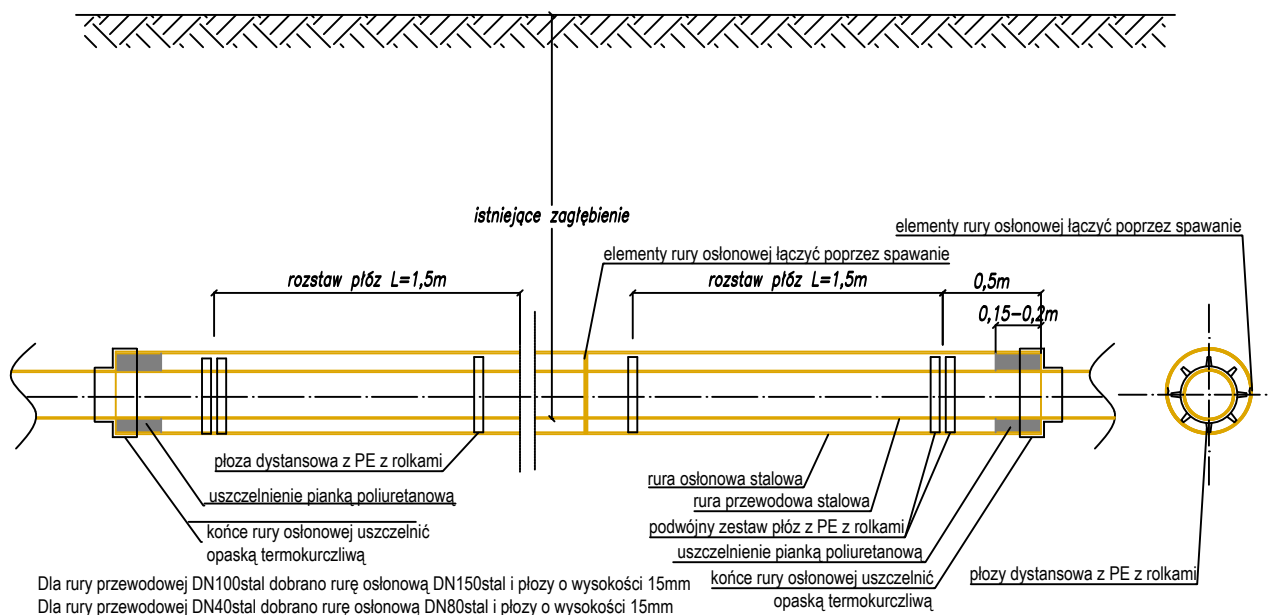 istniejące zagłębienie
elementy rury osłonowej łączyć poprzez spawanie
elementy rury osłonowej łączyć poprzez spawanie
rozstaw płóz L=1,5m
rozstaw płóz L=1,5m
0,5m
0,15-0,2m
płoza dystansowa z PE z rolkami
uszczelnienie pianką poliuretanową
końce rury osłonowej uszczelnić
opaską termokurczliwą
rura osłonowa stalowa
rura przewodowa stalowa
podwójny zestaw płóz z PE z rolkami
uszczelnienie pianką poliuretanową
końce rury osłonowej uszczelnić
opaską termokurczliwą
płozy dystansowa z PE z rolkami
Dla rury przewodowej DN100stal dobrano rurę osłonową DN150stal i płozy o wysokości 15mm
Dla rury przewodowej DN40stal dobrano rurę osłonową DN80stal i płozy o wysokości 15mm